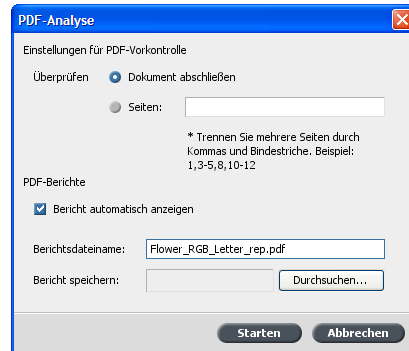 PDF-Analyse
Einstellungen für PDF-Vorkontrolle
Überprüfen Dokument abschließen
Seiten:
* Trennen Sie mehrere Seiten durch
Kommas und Bindestriche. Beispiel:
1,3-5,8,10-12
PDF-Berichte
Bericht automatisch anzeigen
Berichtsdateiname: Flower_RGB_Letter_rep.pdf
Bericht speichern: Durchsuchen...
Starten Abbrechen